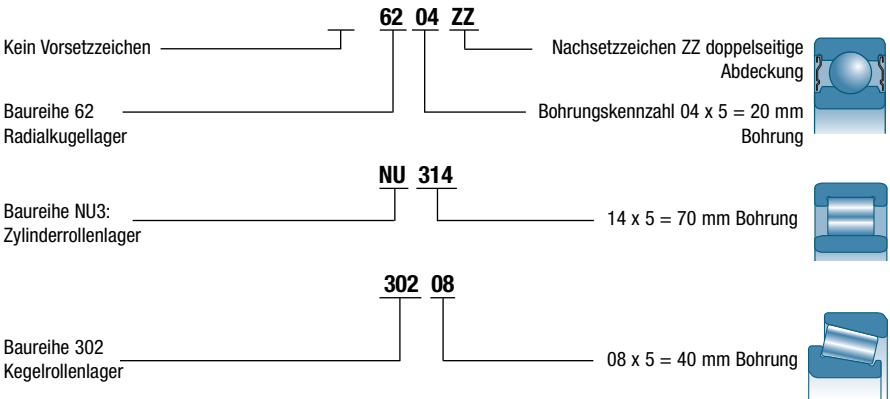 62 04 ZZ
Kein Vorsetzzeichen
Nachsetzzeichen ZZ doppelseitige
Abdeckung
Baureihe 62
Radialkugellager
Bohrungskennzahl 04 x 5 = 20 mm
Bohrung
NU 314
Baureihe NU3:
Zylinderrollenlager
14 x 5 = 70 mm Bohrung
302 08
Baureihe 302
Kegelrollenlager
08 x 5 = 40 mm Bohrung